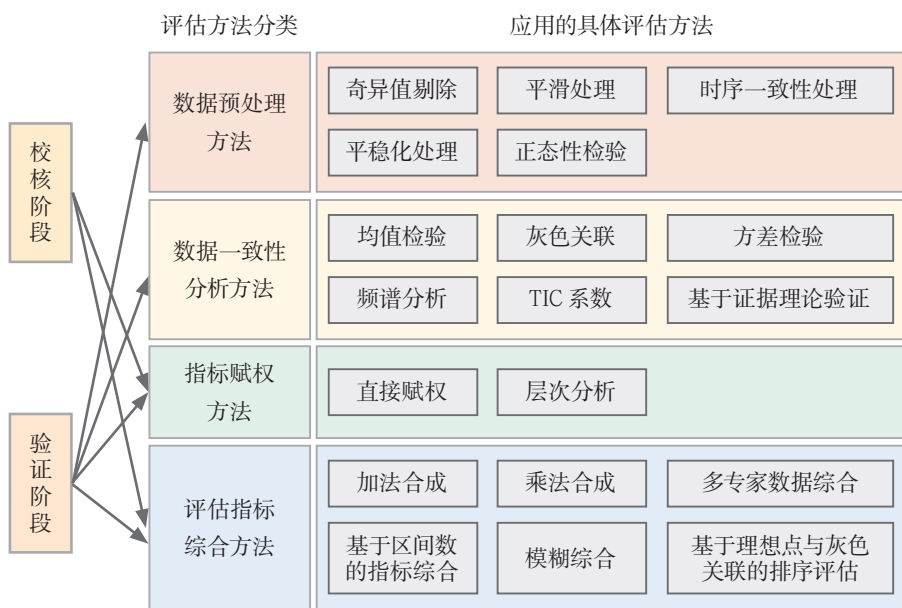 评估方法分类
应用的具体评估方法
校
核
阶
段
验
证
阶
段
数据预处理
方法
奇异值剔除
平滑处理
时序一致性处理
平稳化处理
正态性检验
数据一致性
分析方法
均值检验
灰色关联
方差检验
频谱分析
TIC 系数
基于证据理论验证
指标赋权
方法
直接赋权
层次分析
评估指标
综合方法
加法合成
乘法合成
多专家数据综合
基于区间数
的指标综合
模糊综合
基于理想点与灰色
关联的排序评估